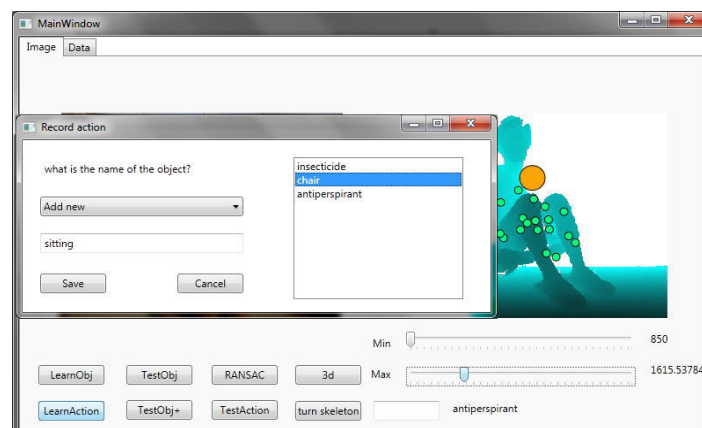 MainWindow
Image Data
Record action
what is the name of the object?
insecticide
chair
antiperspirant
Add new
sitting
Save Cancel
Min 850
LearnObj TestObj RANSAC 3d Max 1615.53784
LearnAction TestObj+ TestAction turn skeleton antiperspirant